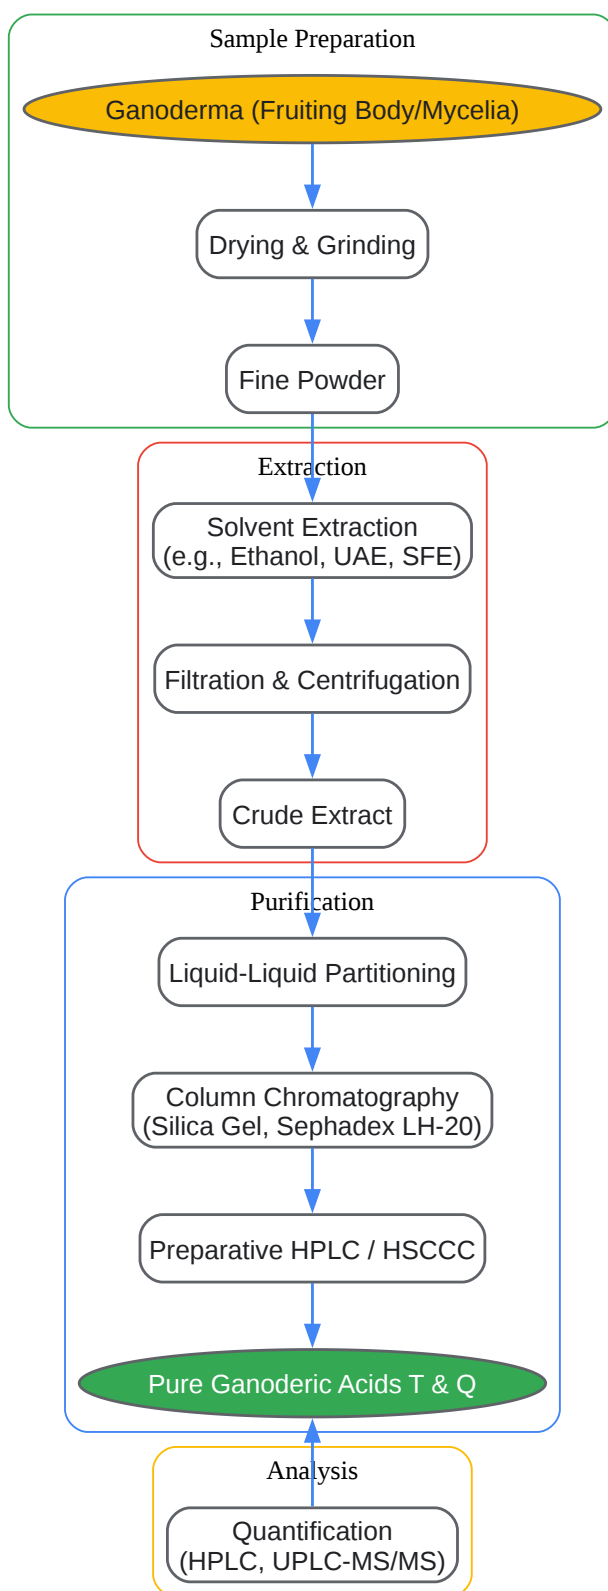 Sample Preparation
Ganoderma (Fruiting Body/Mycelia)
Drying & Grinding
Fine Powder
Extraction
Solvent Extraction
(e.g., Ethanol, UAE, SFE)
Filtration & Centrifugation
Crude Extract
Purification
Liquid-Liquid Partitioning
Column Chromatography
(Silica Gel, Sephadex LH-20)
Preparative HPLC / HSCCC
Pure Ganoderic Acids T & Q
Analysis
Quantification
(HPLC, UPLC-MS/MS)